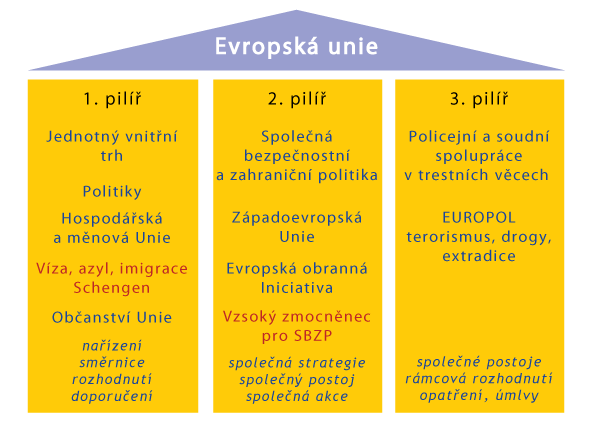 Evropská unie
1. pilíř
Jednotný vnitřní
trh
Politiky
Hospodářská
a měnová Unie
Víza, azyl, imigrace
Schengen
Občanství Unie
nařízení
směrnice
rozhodnutí
doporučení
2. pilíř
Společná
bezpečnostní
a zahraniční politika
Západoevropská
Unie
Evropská obranná
Iniciativa
Vzsoký zmocněnec
pro SBZP
společná strategie
společný postoj
společná akce
3. pilíř
Policejní a soudní
spolupráce
v trestních věcech
EUROPOL
terorismus, drogy,
extradice
společné postoje
rámcová rozhodnutí
opatření, úmlvy